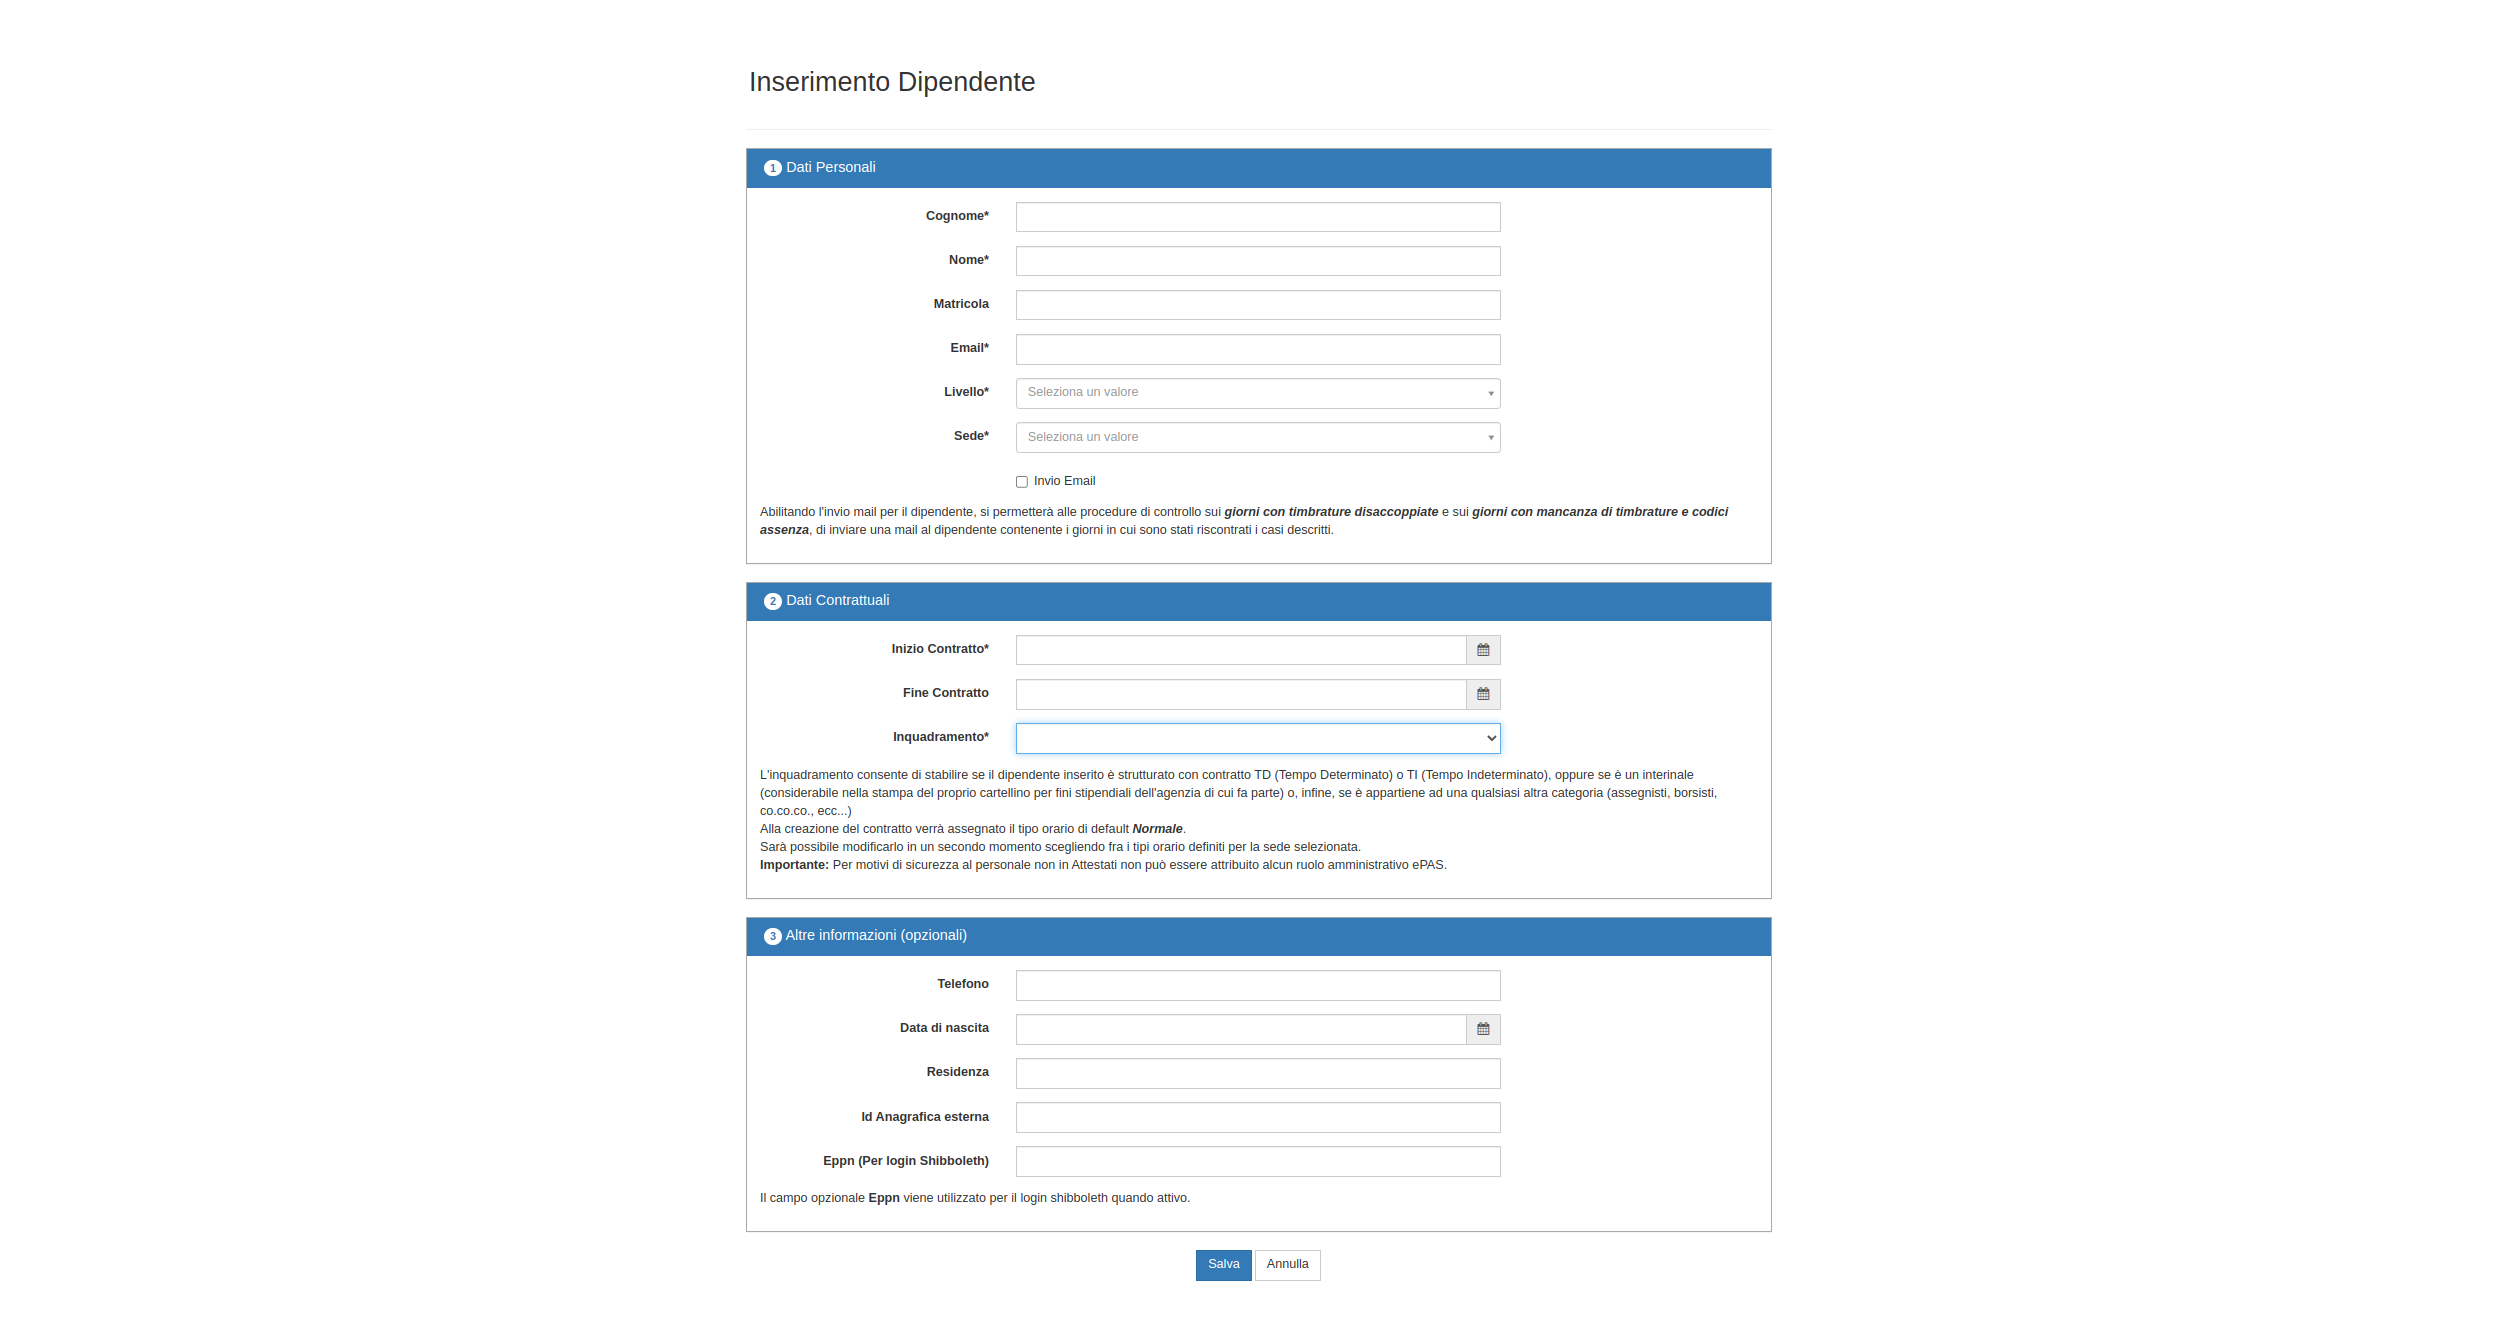 Inserimento Dipendente
1 Dati Personali
Cognome*
Nome*
Matricola
Email*
Livello* Seleziona un valore
Sede* Seleziona un valore
Invio Email
Abilitando l'invio mail per il dipendente, si permetterà alle procedure di controllo sui giorni con timbrature disaccoppiate e sui giorni con mancanza di timbrature e codici
assenza, di inviare una mail al dipendente contenente i giorni in cui sono stati riscontrati i casi descritti.
2 Dati Contrattuali
Inizio Contratto*
Fine Contratto
Inquadramento*
L'inquadramento consente di stabilire se il dipendente inserito è strutturato con contratto TD (Tempo Determinato) o TI (Tempo Indeterminato), oppure se è un interinale
(considerabile nella stampa del proprio cartellino per fini stipendiali dell'agenzia di cui fa parte) o, infine, se è appartiene ad una qualsiasi altra categoria (assegnisti, borsisti,
co.co.co., ecc...)
Alla creazione del contratto verrà assegnato il tipo orario di default Normale.
Sarà possibile modificarlo in un secondo momento scegliendo fra i tipi orario definiti per la sede selezionata.
Importante: Per motivi di sicurezza al personale non in Attestati non può essere attribuito alcun ruolo amministrativo ePAS.
3 Altre informazioni (opzionali)
Telefono
Data di nascita
Residenza
Id Anagrafica esterna
Eppn (Per login Shibboleth)
Il campo opzionale Eppn viene utilizzato per il login shibboleth quando attivo.
Salva Annulla